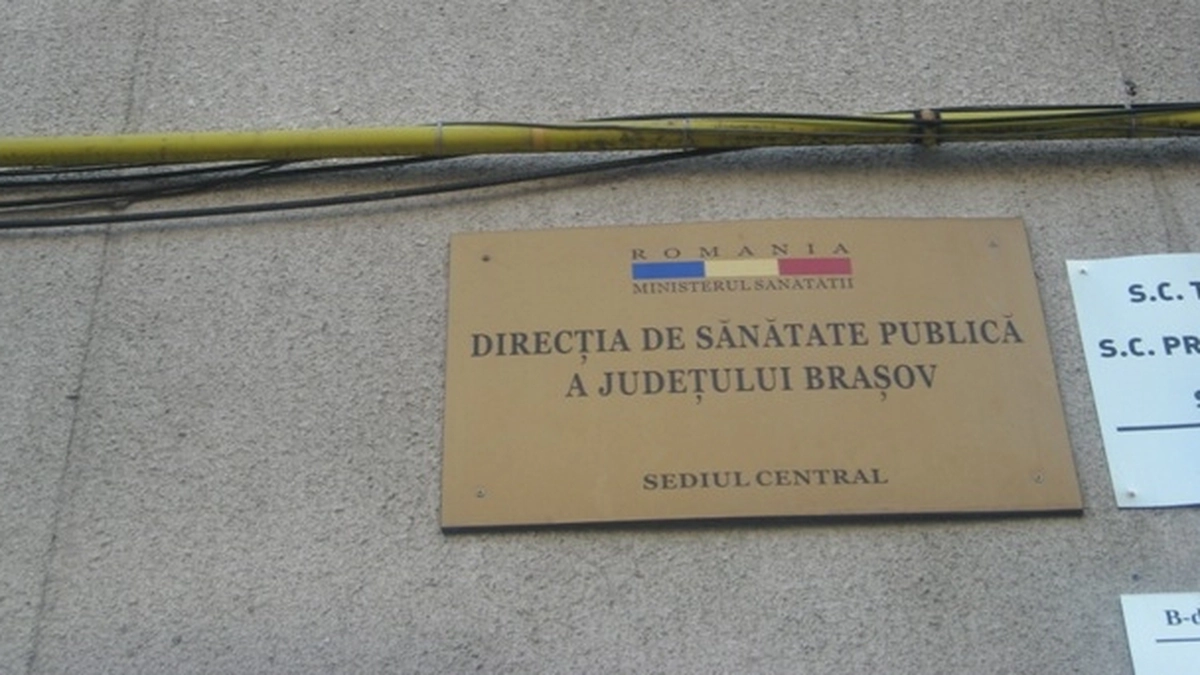 ROMANIA
MINISTERUL SANATATII
DIRECȚIA DE SĂNĂTATE PUBLICĂ
A JUDEȚULUI BRAȘOV
SEDIUL CENTRAL
S.C.
S.C. PR
B-d